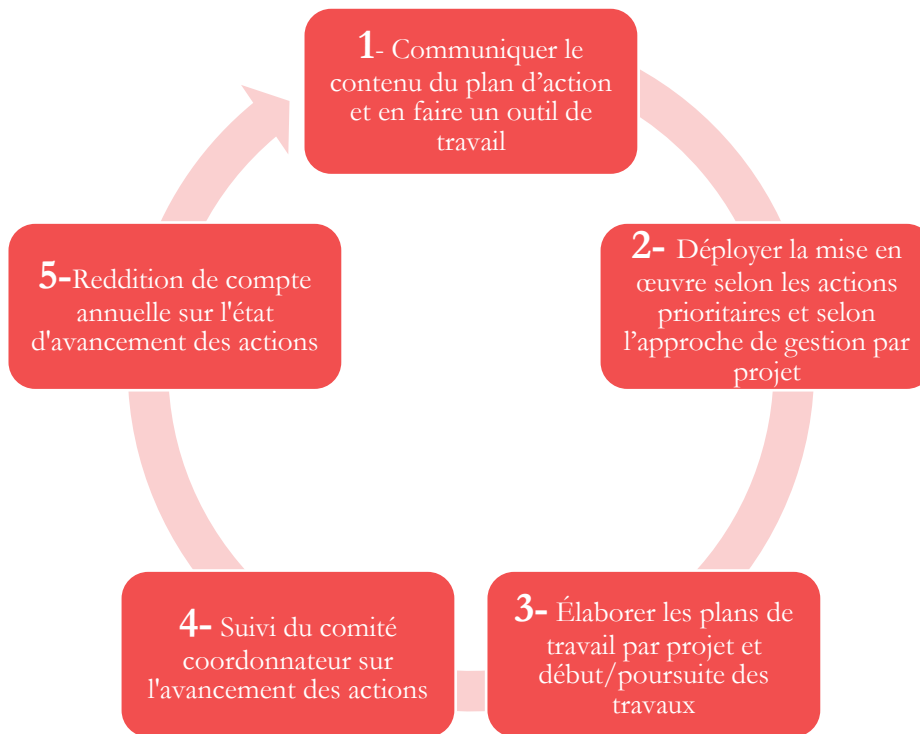 1- Communiquer le
contenu du plan d’action
et en faire un outil de
travail
2- Déployer la mise en
œuvre selon les actions
prioritaires et selon
l’approche de gestion par
projet
3- Élaborer les plans de
travail par projet et
début/poursuite des
travaux
4- Suivi du comité
coordonnateur sur
l'avancement des actions
5-Reddition de compte
annuelle sur l'état
d'avancement des actions